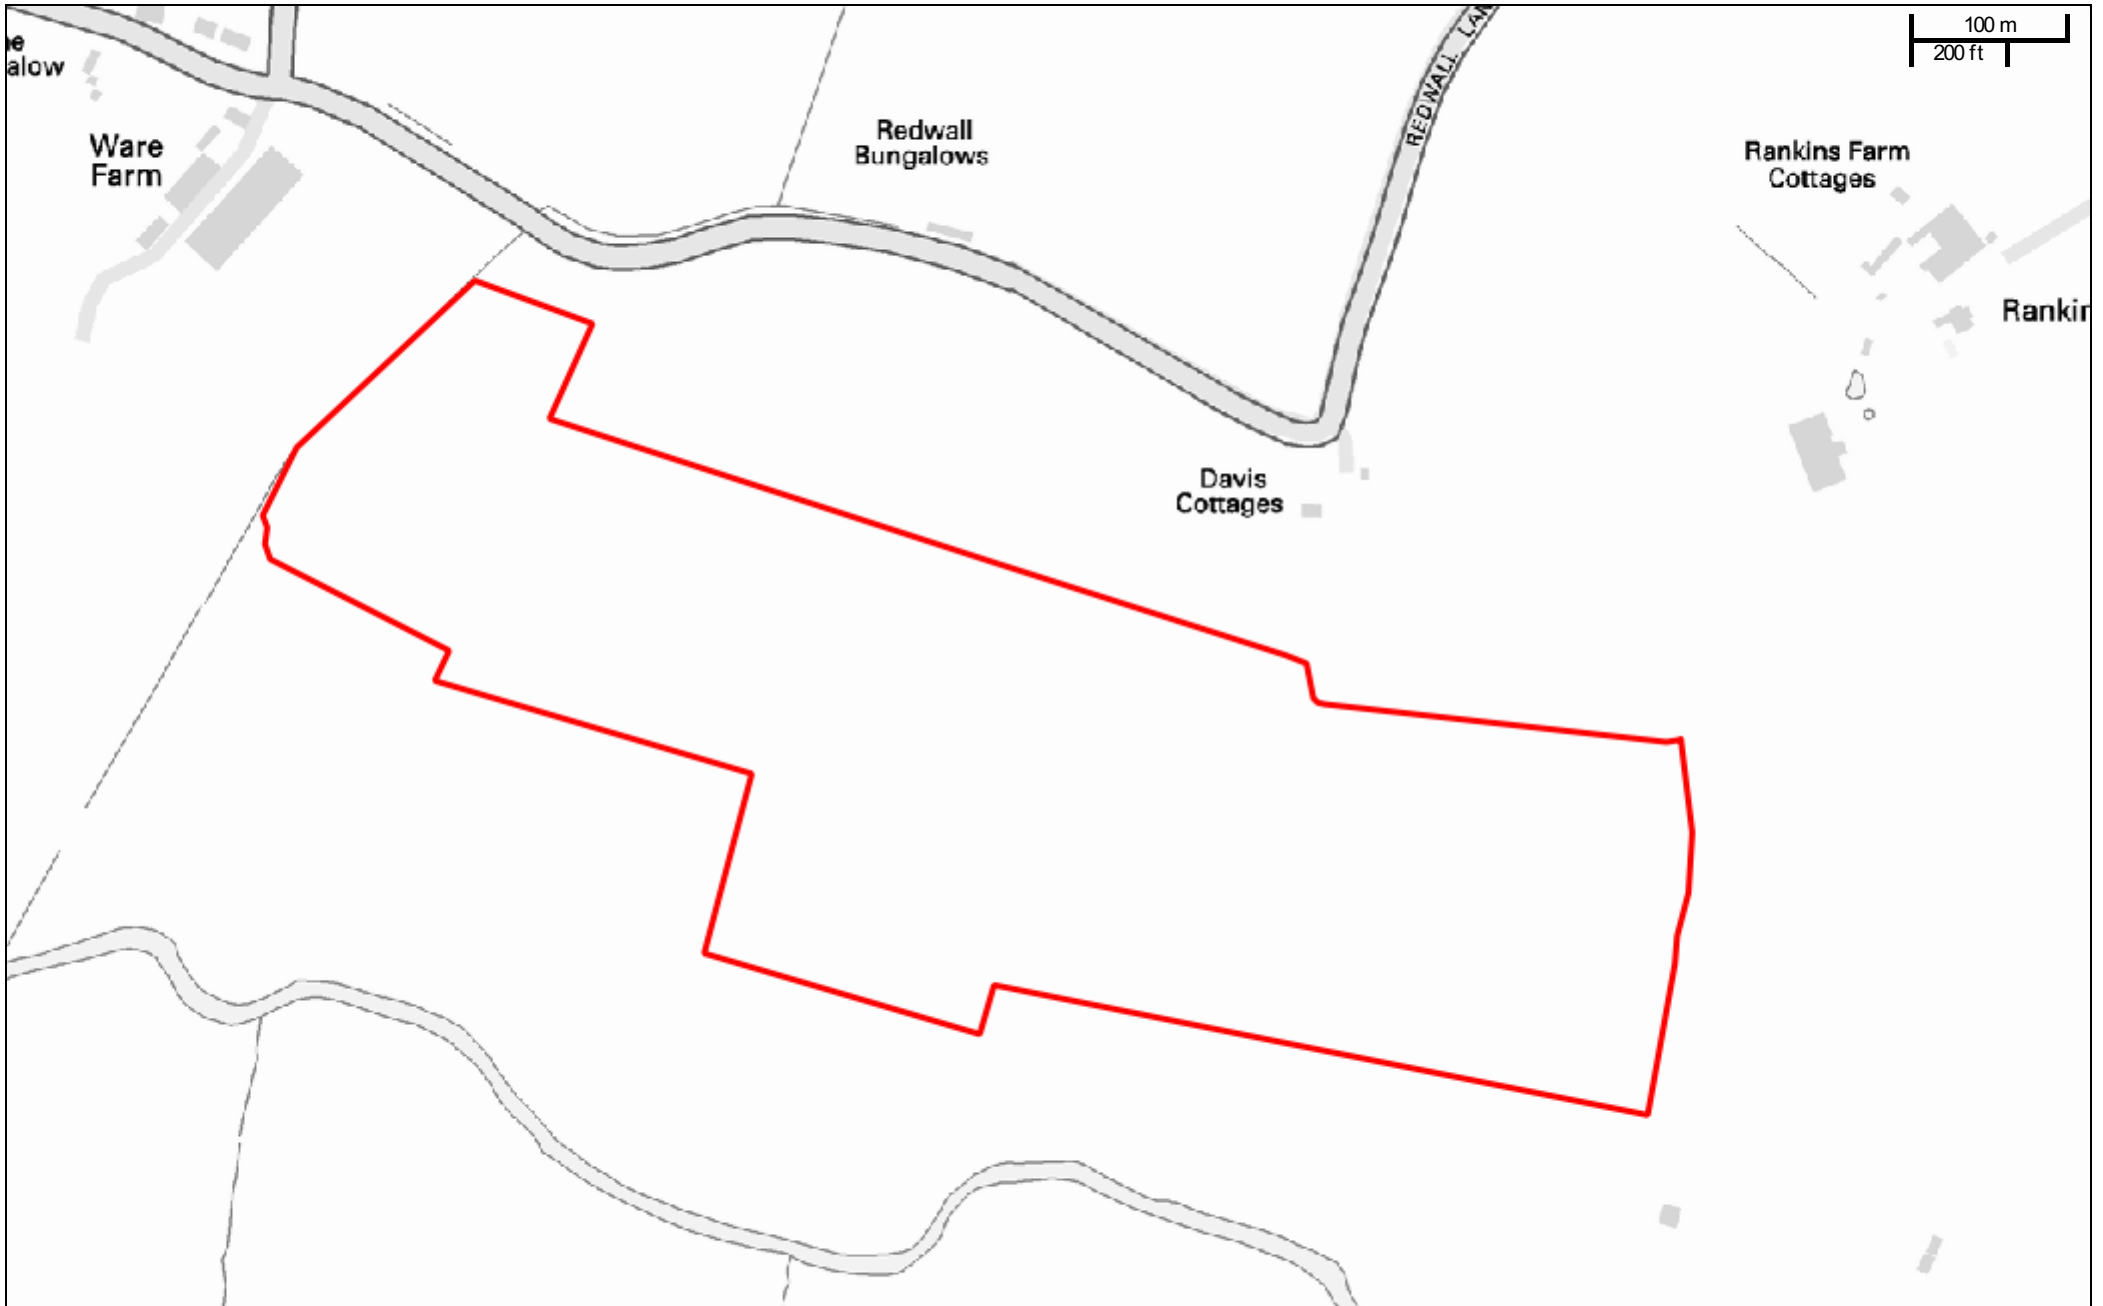 alow
100 m
200 ft
REDWALL LAN
Redwall
Bungalows
Ware
Farm
Rankins Farm
Cottages
Rankin
Davis
Cottages